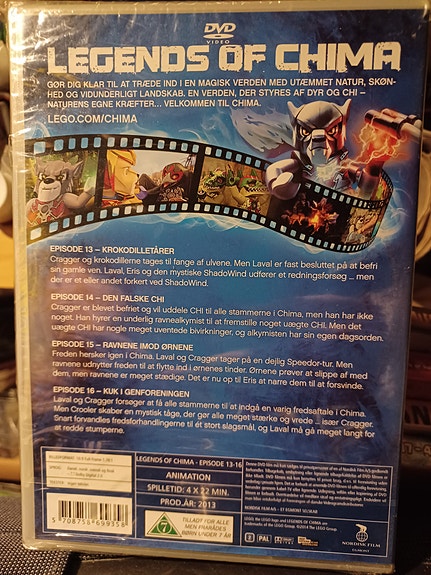 DVD
VIDEO
LEGENDS OF CHIMA
GØR DIG KLAR TIL AT TRÆDE IND I EN MAGISK VERDEN MED UTÆMMET NATUR, SKØN-
HED OG VIDUNDERLIGT LANDSKAB. EN VERDEN, DER STYRES AF DYR OG CHI –
NATURENS EGNE KRÆFTER... VELKOMMEN TIL CHIMA.
LEGO.COM/CHIMA
EPISODE 13 – KROKODILLETÅRER
Cragger og krokodillerne tages til fange af ulvene. Men Laval er fast besluttet på at befri
sin gamle ven. Laval, Eris og den mystiske ShadoWind udfører et redningsforsøg ... men
der er et eller andet forkert ved ShadoWind.
EPISODE 14 – DEN FALSKE CHI
Cragger er blevet befriet og vil uddele CHI til alle stammerne i Chima, men han har ikke
noget. Han hyrer en underlig ravnealkymist til at fremstille noget uægte CHI. Men det
uægte CHI har nogle meget uventede bivirkninger, og alkymisten har sin egen dagsorden.
EPISODE 15 – RAVNENE IMOD ØRNENE
Freden hersker igen i Chima. Laval og Cragger tager på en dejlig Speedor-tur. Men
ravnene udnytter freden til at flytte ind i ørnenes tinder. Ørnene prøver at slippe af med
dem, men ravnene er meget stædige. Det er nu op til Eris at narre dem til at forsvinde.
EPISODE 16 – KUK I GENFORENINGEN
Laval og Cragger forsøger at få alle stammerne til at indgå en varig fredsaftale i Chima.
Men Crooler skaber en mystisk tåge, der gør alle meget stærke og vrede ... især Cragger.
Snart forvandles fredsforhandlingerne til ét stort slagsmål, og Laval må gå meget langt for
at redde stumperne.
LEGENDS OF CHIMA - EPISODE 13-16
ANIMATION
SPILLETID: 4 X 22 MIN.
PROD.ÅR: 2013
5 708758 699358
7
TILLADT FOR ALLE
MEN FRARÅDES
BØRN UNDER 7 ÅR
2
PAL
NORDISK FILM
EGMONT